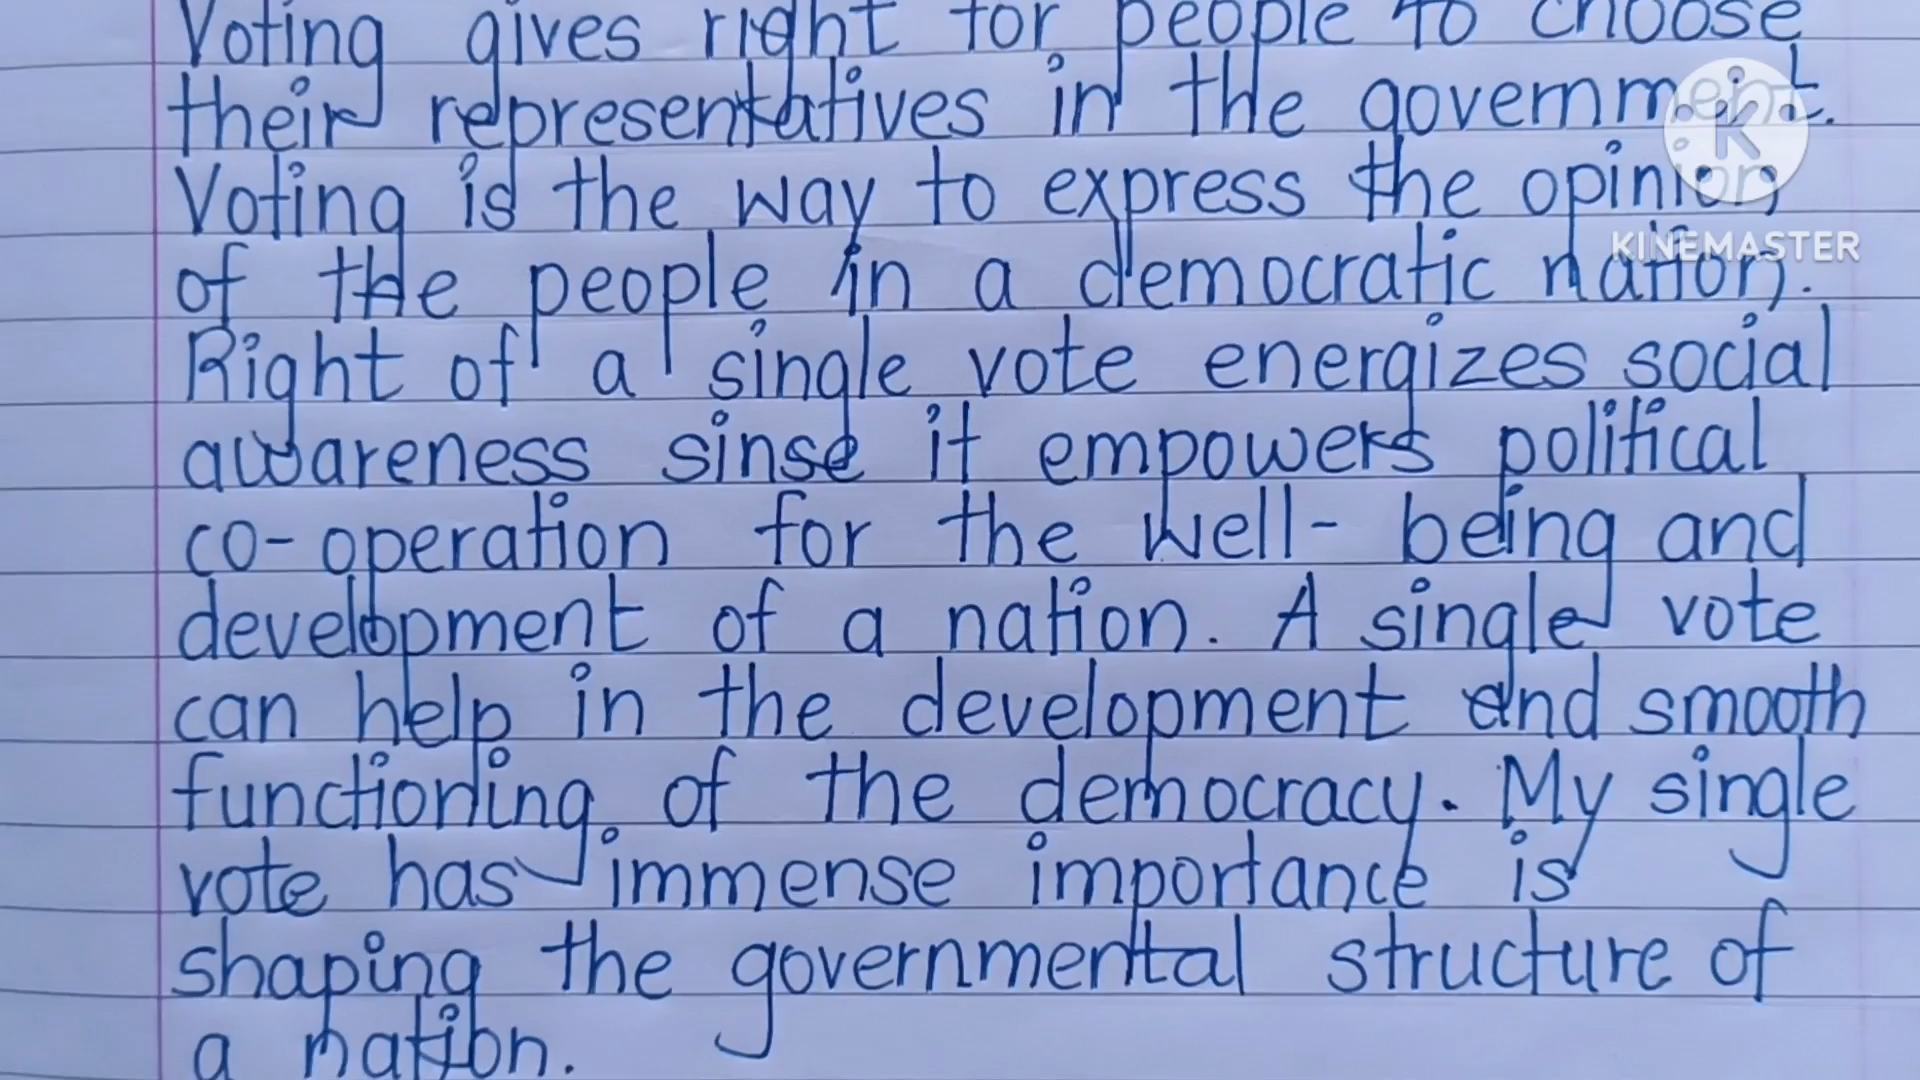 Voting gives right for people to choose
their representatives in the government.
Voting is the way to express the opinion
of the people in a democratic nation.
Right of a single vote energizes social
awareness sinse it empowers political
co-operation for the well- being and
development of a nation. A single vote
can help in the development and smooth
functioning of the democracy. My single
vote has immense importance is
shaping the governmental structure of
a nation.
K
KINEMASTER